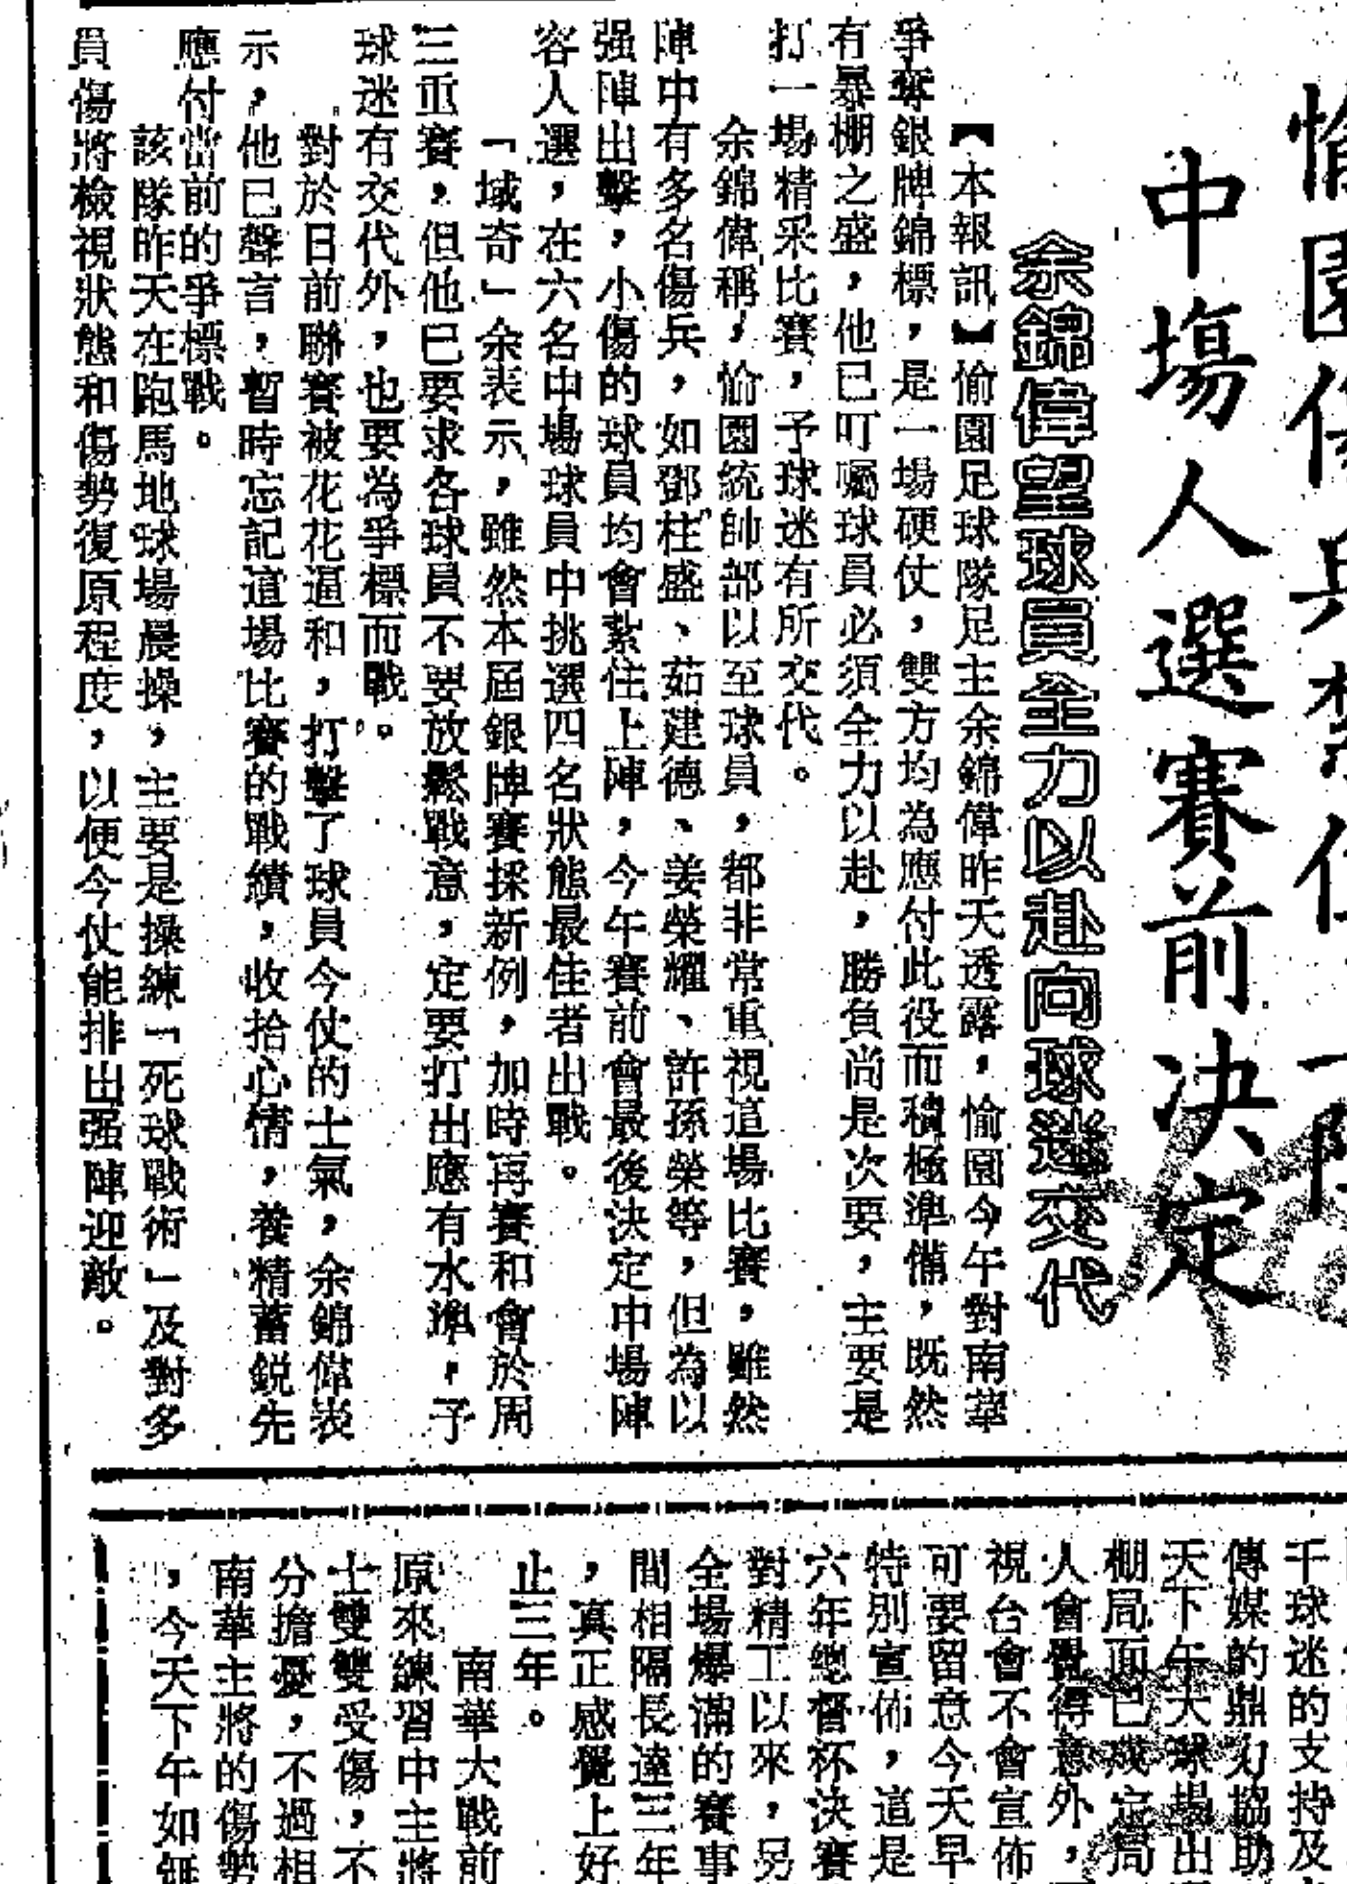 中場人選賽前決定
余錦偉望球員全力以赴向球迷交代
【本報訊】愉園足球隊足主余錦偉昨天透露，愉園今午對南華
爭奪銀牌錦標，是一場硬仗，雙方均為應付此役而積極準備，既然
有暴棚之盛，他已叮囑球員必須全力以赴，勝負尚是次要，主要是
打一場精采比賽，予球迷有所交代。
余錦偉稱，愉園統帥部以至球員，都非常重視這場比賽，雖然
陣中有多名傷兵，如鄧柱盛、茹建德、姜榮耀、許孫榮等，但為以
强陣出擊，小傷的球員均會紮住上陣，今午賽前會最後決定中場陣
容人選，在六名中場球員中挑選四名狀態最佳者出戰。
「域奇」余表示，雖然本屆銀牌賽採新例，加時再賽和會於周
三重賽，但他已要求各球員不要放鬆戰意，定要打出應有水準，予
球迷有交代外，也要為爭標而戰。
對於日前聯賽被花花逼和，打擊了球員今仗的士氣，余錦偉表
示，他已聲言，暫時忘記這場比賽的戰績，收拾心情，養精蓄銳先
應付當前的爭標戰。
該隊昨天在跑馬地球場晨操，主要是操練「死球戰術」及對多
員傷將檢視狀態和傷勢復原程度，以便今仗能排出强陣迎敵。
千球迷的支持及
傳媒的鼎力協助
天下午大球場出
棚局面已成定局
人會覺得意外，
視台會不會宣佈
可要留意今天早
特別宣佈，這是
六年總督杯決賽
對精工以來，另
全場爆滿的賽事
間相隔長達三年
，真正感覺上好
止三年。
南華大戰前
原來練習中主將
士雙雙受傷，不
分擔憂，不過相
南華主將的傷勢
，今天下午如無